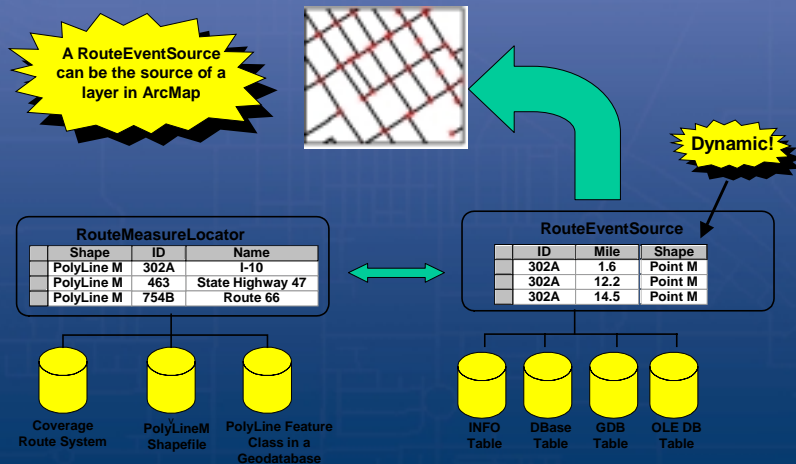 A RouteEventSource
can be the source of a
layer in ArcMap
Dynamic!
RouteMeasureLocator
Shape ID Name
PolyLine M 302A I-10
PolyLine M 463 State Highway 47
PolyLine M 754B Route 66
RouteEventSource
ID Mile Shape
302A 1.6 Point M
302A 12.2 Point M
302A 14.5 Point M
Coverage
Route System
v
PolyLineM
Shapefile
PolyLine Feature
Class in a
Geodatabase
INFO
Table
DBase
Table
GDB
Table
OLE DB
Table